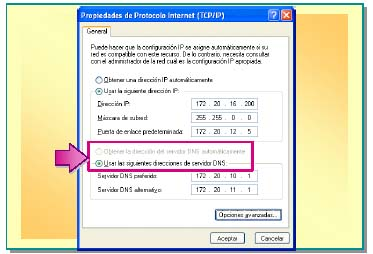 Propiedades de Protocolo Internet (TCP/IP)
General
Puede hacer que la configuración IP se asigne automáticamente si su
red es compatible con este recurso. De lo contrario, necesita consultar
con el administrador de la red cuál es la configuración IP apropiada.
Obtener una dirección IP automáticamente
Usar la siguiente dirección IP:
Dirección IP: 172 . 20 . 16 . 200
Máscara de subred: 255 . 255 . 0 . 0
Puerta de enlace predeterminada: 172 . 20 . 12 . 5
Obtener la dirección del servidor DNS automáticamente
Usar las siguientes direcciones de servidor DNS:
Servidor DNS preferido: 172 . 20 . 10 . 1
Servidor DNS alternativo: 172 . 20 . 11 . 1
Opciones avanzadas...
Aceptar Cancelar